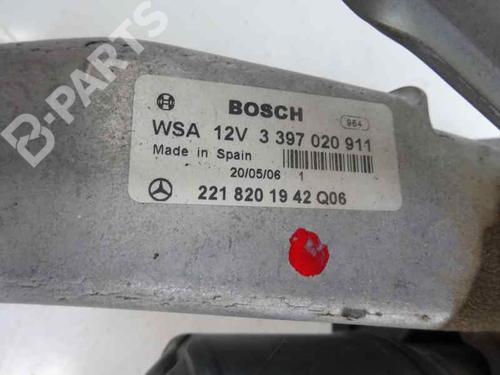 B-PARTS
BOSCH 964
WSA 12V 3 397 020 911
Made in Spain
20/05/06 1
221 820 19 42 Q06